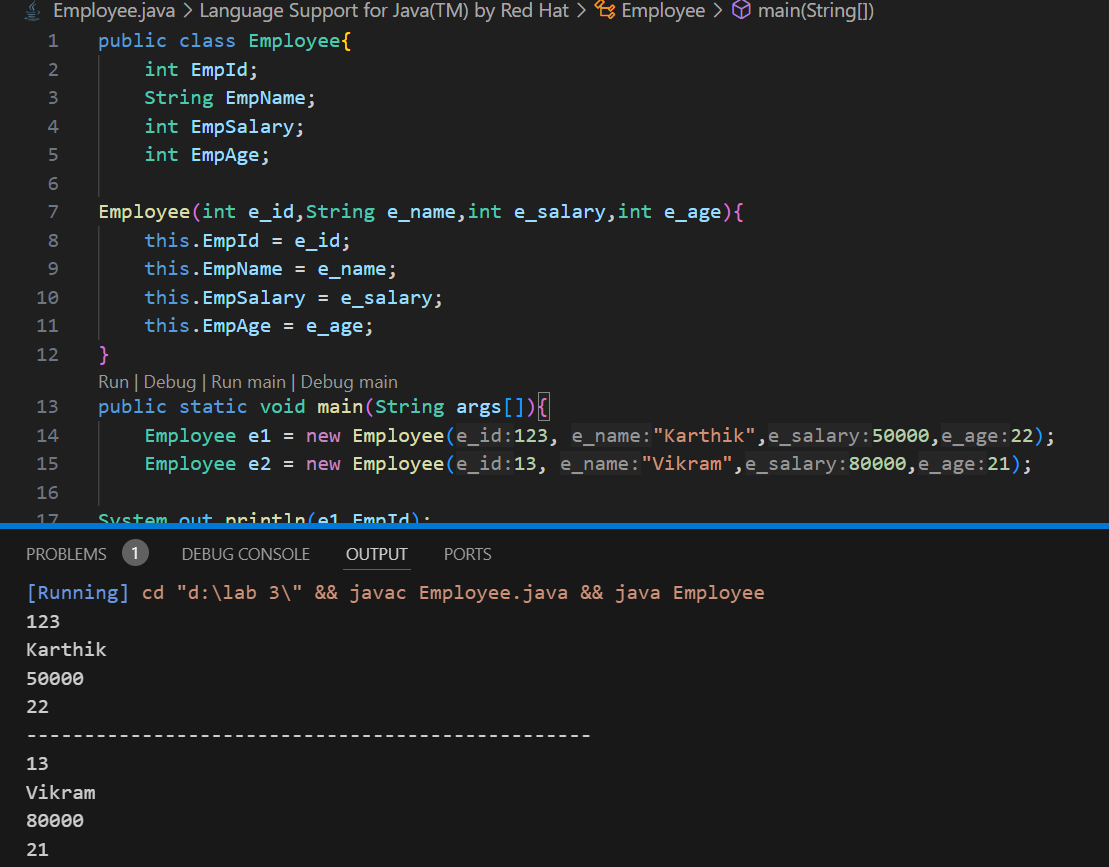 Employee.java > Language Support for Java(TM) by Red Hat > Employee > main(String[])
1 public class Employee{
2 int EmpId;
3 String EmpName;
4 int EmpSalary;
5 int EmpAge;
6
7 Employee(int e_id,String e_name,int e_salary,int e_age){
8 this.EmpId = e_id;
9 this.EmpName = e_name;
10 this.EmpSalary = e_salary;
11 this.EmpAge = e_age;
12 }
Run | Debug | Run main | Debug main
13 public static void main(String args[]){
14 Employee e1 = new Employee(e_id:123, e_name:"Karthik",e_salary:50000,e_age:22);
15 Employee e2 = new Employee(e_id:13, e_name:"Vikram",e_salary:80000,e_age:21);
16
17 System.out.println(e1.EmpId);
PROBLEMS 1 DEBUG CONSOLE OUTPUT PORTS
[Running] cd "d:\lab 3\" && javac Employee.java && java Employee
123
Karthik
50000
22
-------------------------------------------------
13
Vikram
80000
21